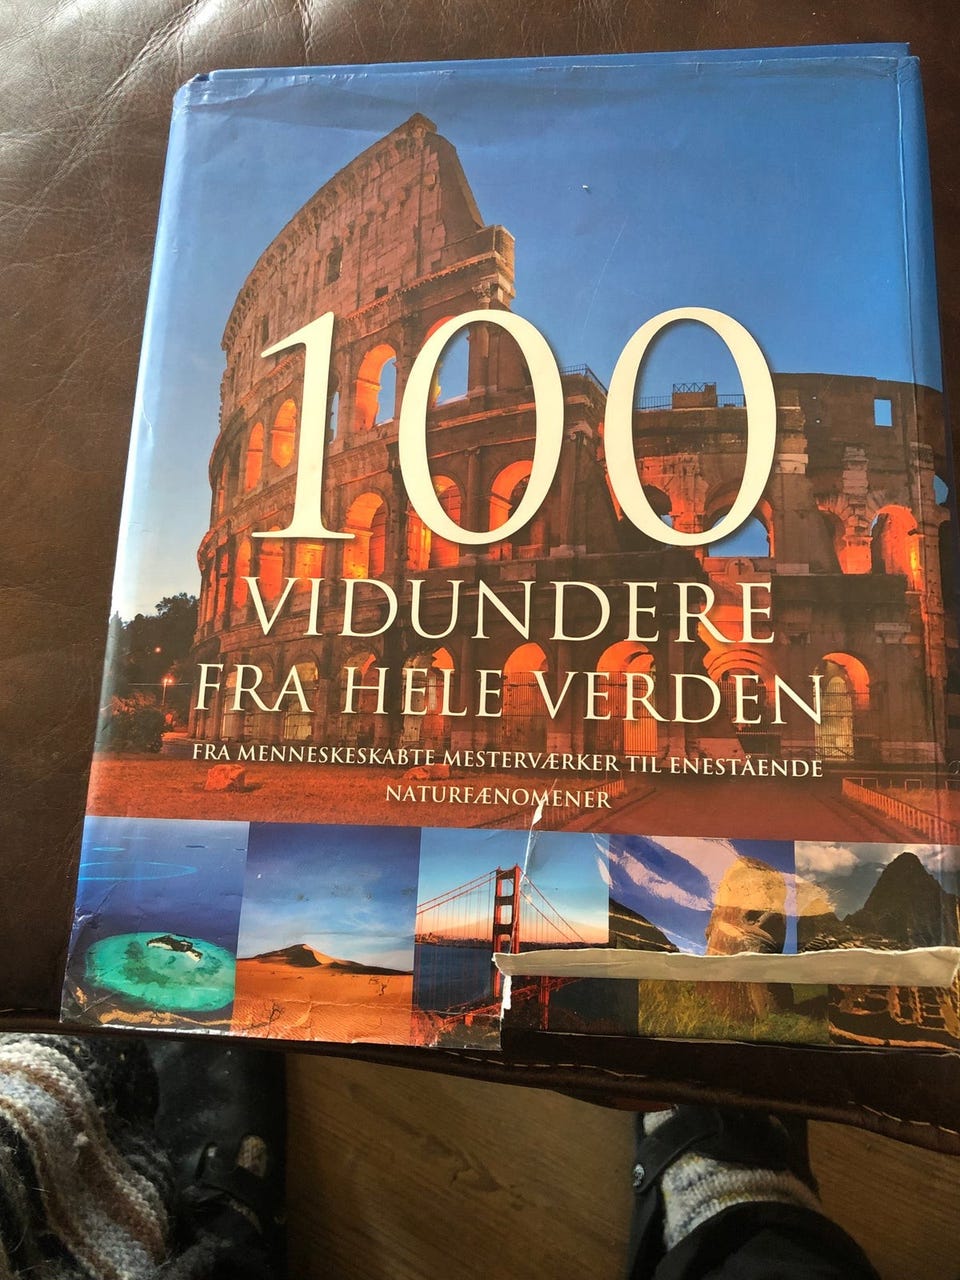 100
VIDUNDERE
FRA HELE VERDEN
FRA MENNESKESKABTE MESTERVÆRKER TIL ENESTÅENDE
NATURFÆNOMENER